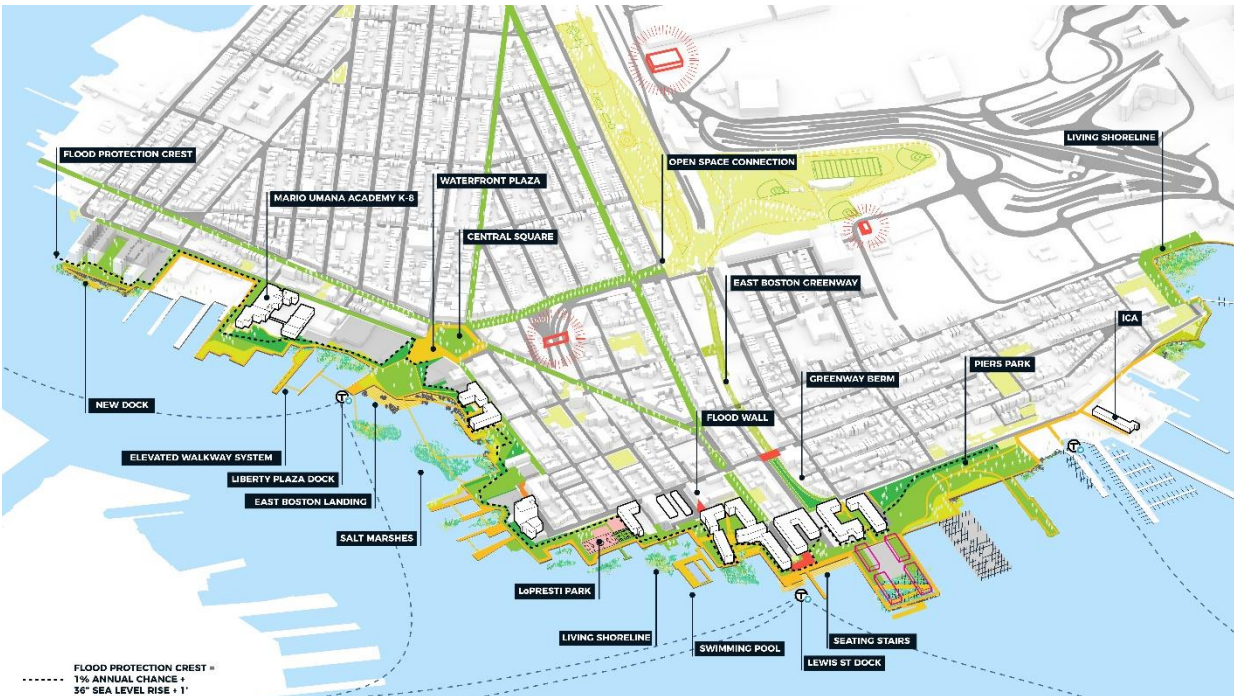 FLOOD PROTECTION CREST
LIVING SHORELINE
WATERFRONT PLAZA
OPEN SPACE CONNECTION
MARIO UMANA ACADEMY K-8
CENTRAL SQUARE
EAST BOSTON GREENWAY
ICA
PIERS PARK
GREENWAY BERM
NEW DOCK
FLOOD WALL
ELEVATED WALKWAY SYSTEM
LIBERTY PLAZA DOCK
EAST BOSTON LANDING
SALT MARSHES
LoPRESTI PARK
LIVING SHORELINE
SWIMMING POOL
SEATING STAIRS
LEWIS ST DOCK
T
T
T
FLOOD PROTECTION CREST =
1% ANNUAL CHANCE +
36" SEA LEVEL RISE + 1'